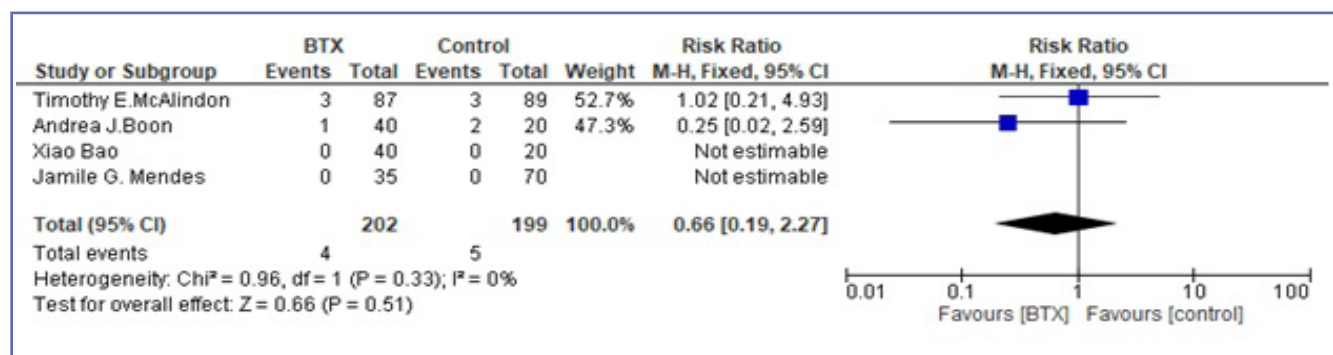 BTX Control Risk Ratio Risk Ratio
Study or Subgroup Events Total Events Total Weight M-H, Fixed, 95% CI M-H, Fixed, 95% CI
Timothy E.McAlindon 3 87 3 89 52.7% 1.02 [0.21, 4.93]
Andrea J.Boon 1 40 2 20 47.3% 0.25 [0.02, 2.59]
Xiao Bao 0 40 0 20 Not estimable
Jamile G. Mendes 0 35 0 70 Not estimable
Total (95% CI) 202 199 100.0% 0.66 [0.19, 2.27]
Total events 4 5
Heterogeneity: Chi² = 0.96, df = 1 (P = 0.33); I² = 0%
Test for overall effect: Z = 0.66 (P = 0.51)
0.01 0.1 1 10 100
Favours [BTX] Favours [control]